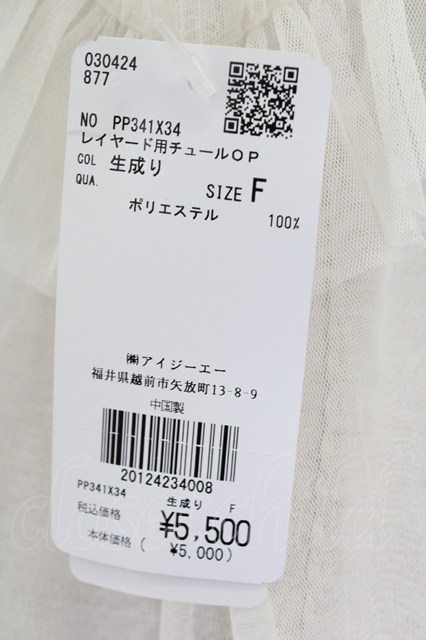 030424
877
NO PP341X34
レイヤード用チュールOP
COL 生成り
QUA. SIZE F
ポリエステル 100%
㈱アイジーエー
福井県越前市矢放町13-8-9
中国製
20124234008
PP341X34 生成り F
税込価格 ¥5,500
本体価格 ( ¥5,000)